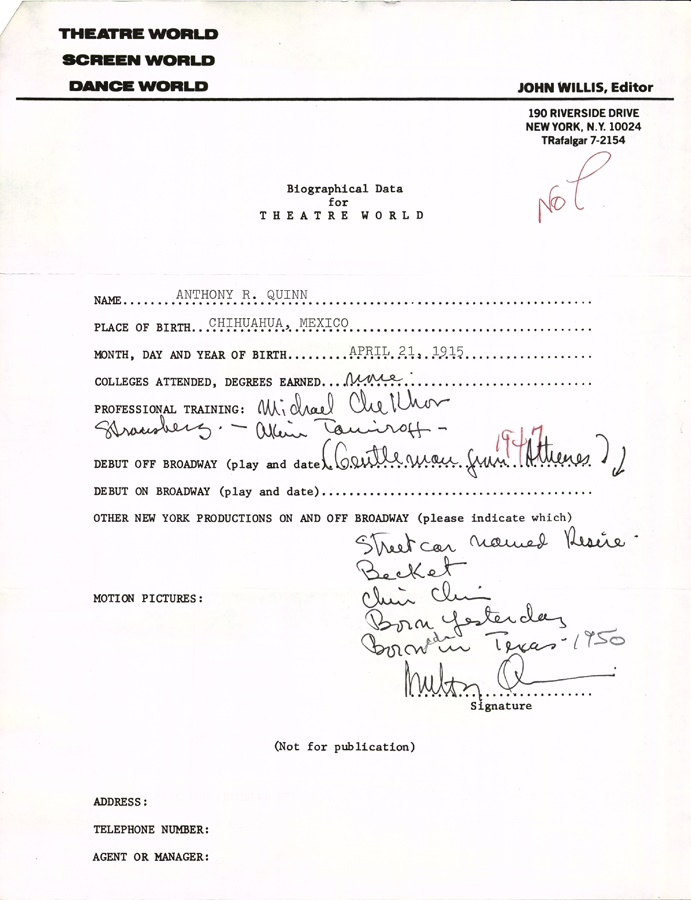 THEATRE WORLD
SCREEN WORLD
DANCE WORLD
JOHN WILLIS, Editor
190 RIVERSIDE DRIVE
NEW YORK, N.Y. 10024
TRafalgar 7-2154
Biographical Data
for
THEATRE WORLD
NAME ANTHONY R. QUINN
PLACE OF BIRTH CHIHUAHUA, MEXICO
MONTH, DAY AND YEAR OF BIRTH APRIL 21, 1915
COLLEGES ATTENDED, DEGREES EARNED none.
PROFESSIONAL TRAINING: Michael Chekhov
Strausberg. – Akim Tamiroff –
1947
DEBUT OFF BROADWAY (play and date) (Gentleman from Athenes)
DEBUT ON BROADWAY (play and date)
OTHER NEW YORK PRODUCTIONS ON AND OFF BROADWAY (please indicate which)
Street car named Desire.
Becket
Chin Chin
MOTION PICTURES:
Born Yesterday
Born in Texas - 1950
Quinn
Signature
(Not for publication)
ADDRESS:
TELEPHONE NUMBER:
AGENT OR MANAGER: